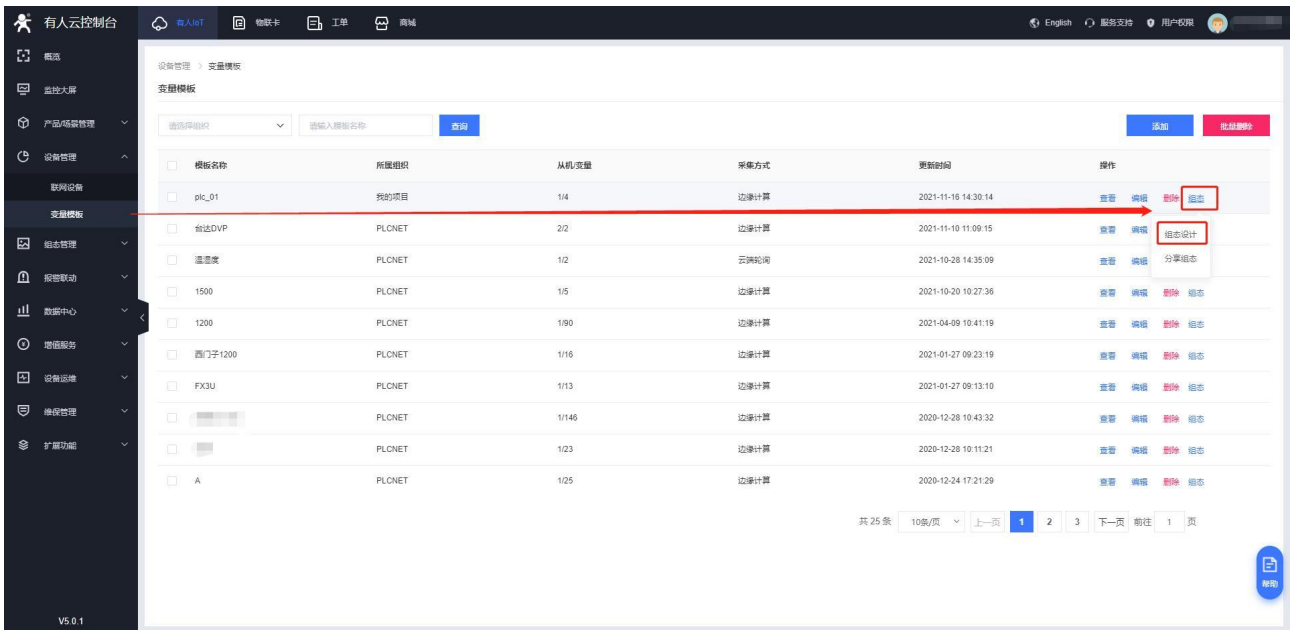 有人云控制台 有人IoT 物联卡 工单 商城 English 服务支持 用户权限
概览
监控大屏
产品/场景管理
设备管理
联网设备
变量模板
组态管理
报警联动
数据中心
增值服务
设备运维
维保管理
扩展功能
V5.0.1
设备管理 > 变量模板
变量模板
请选择组织 请输入模板名称 查询 添加 批量删除
模板名称 所属组织 从机/变量 采集方式 更新时间 操作
plc_01 我的项目 1/4 边缘计算 2021-11-16 14:30:14 查看 编辑 删除 组态
台达DVP PLCNET 2/2 边缘计算 2021-11-10 11:09:15 查看 编辑
组态设计
分享组态
温湿度 PLCNET 1/2 云端轮询 2021-10-28 14:35:09 查看 编辑
1500 PLCNET 1/5 边缘计算 2021-10-20 10:27:36 查看 编辑 删除 组态
1200 PLCNET 1/90 边缘计算 2021-04-09 10:41:19 查看 编辑 删除 组态
西门子1200 PLCNET 1/16 边缘计算 2021-01-27 09:23:19 查看 编辑 删除 组态
FX3U PLCNET 1/13 边缘计算 2021-01-27 09:13:10 查看 编辑 删除 组态
PLCNET 1/146 边缘计算 2020-12-28 10:43:32 查看 编辑 删除 组态
PLCNET 1/23 边缘计算 2020-12-28 10:11:21 查看 编辑 删除 组态
A PLCNET 1/25 边缘计算 2020-12-24 17:21:29 查看 编辑 删除 组态
共 25 条 10条/页 上一页 1 2 3 下一页 前往 1 页
帮助